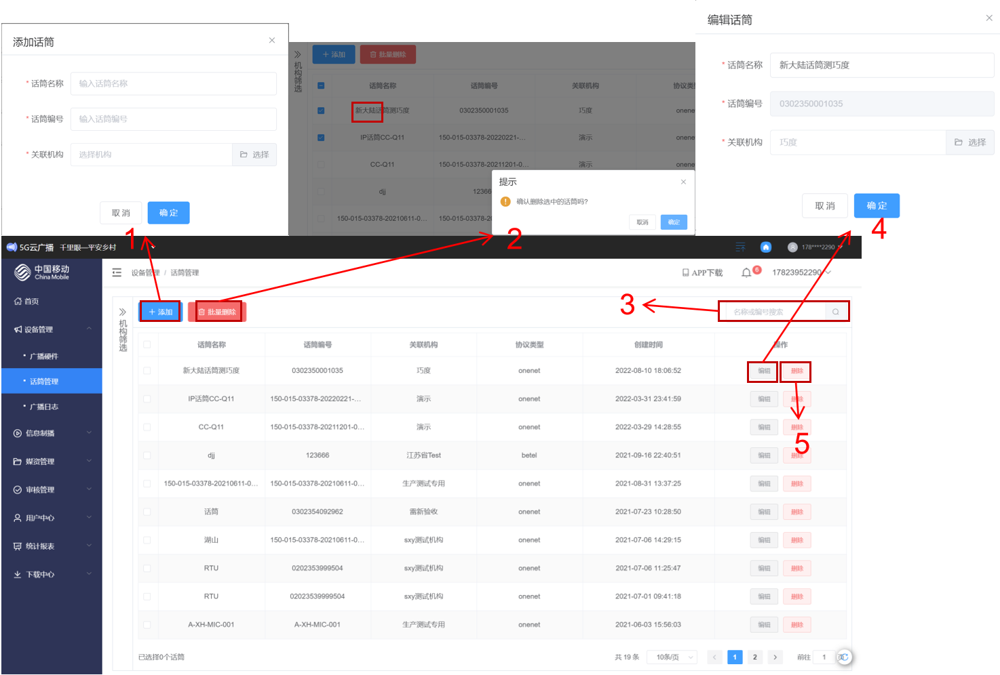 添加话筒
* 话筒名称 输入话筒名称
* 话筒编号 输入话筒编号
* 关联机构 选择机构 选择
取消 确定
1
机构筛选
+ 添加 批量删除
话筒名称 话筒编号 关联机构 协议类
新大陆话筒测巧度 0302350001035 巧度 onene
IP话筒CC-Q11 150-015-03378-20220221-... 演示 onene
CC-Q11 150-015-03378-20211201-0... 演示 onene
djj 12366
150-015-03378-20210611-0... 150-015-03378-2
提示
确认删除选中的话筒吗?
取消 确定
2
编辑话筒
* 话筒名称 新大陆话筒测巧度
* 话筒编号 0302350001035
* 关联机构 巧度 选择
取消 确定
4
5G云广播 千里眼—平安乡村 178****2290
中国移动
China Mobile
设备管理 / 话筒管理 APP下载 6 17823952290
首页
设备管理
广播硬件
话筒管理
广播日志
信息制播
媒资管理
审核管理
用户中心
统计报表
下载中心
机构筛选
+ 添加 批量删除 3 名称或编号搜索
话筒名称 话筒编号 关联机构 协议类型 创建时间 操作
新大陆话筒测巧度 0302350001035 巧度 onenet 2022-08-10 18:06:52 编辑 删除
IP话筒CC-Q11 150-015-03378-20220221-... 演示 onenet 2022-03-31 23:41:59 编辑 删除
CC-Q11 150-015-03378-20211201-0... 演示 onenet 2022-03-29 14:28:55 编辑 删除
5
djj 123666 江苏省Test betel 2021-09-16 22:40:51 编辑 删除
150-015-03378-20210611-0... 150-015-03378-20210611-0... 生产测试专用 onenet 2021-08-31 13:37:25 编辑 删除
话筒 0302354092962 雷新验收 onenet 2021-07-23 10:28:50 编辑 删除
湖山 150-015-03378-20210611-0... sxy测试机构 onenet 2021-07-06 14:29:15 编辑 删除
RTU 0202353999504 sxy测试机构 onenet 2021-07-06 11:25:47 编辑 删除
RTU 02023539999504 sxy测试机构 onenet 2021-07-01 09:41:18 编辑 删除
A-XH-MIC-001 A-XH-MIC-001 生产测试专用 onenet 2021-06-03 15:56:03 编辑 删除
已选择0个话筒 共 19 条 10条/页 1 2 前往 1 页